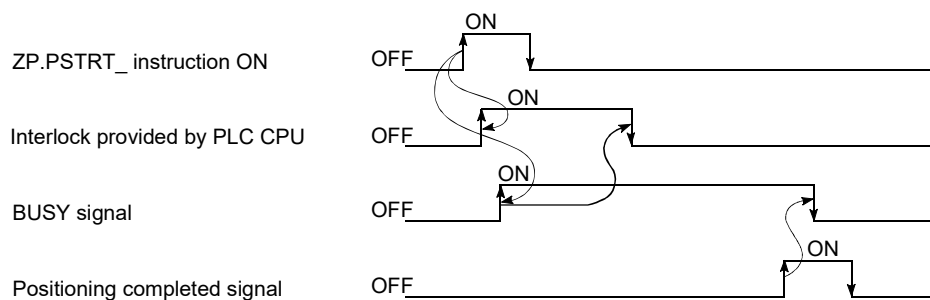 ON
ZP.PSTRT_ instruction ON OFF
ON
Interlock provided by PLC CPU OFF
ON
BUSY signal OFF
ON
Positioning completed signal OFF